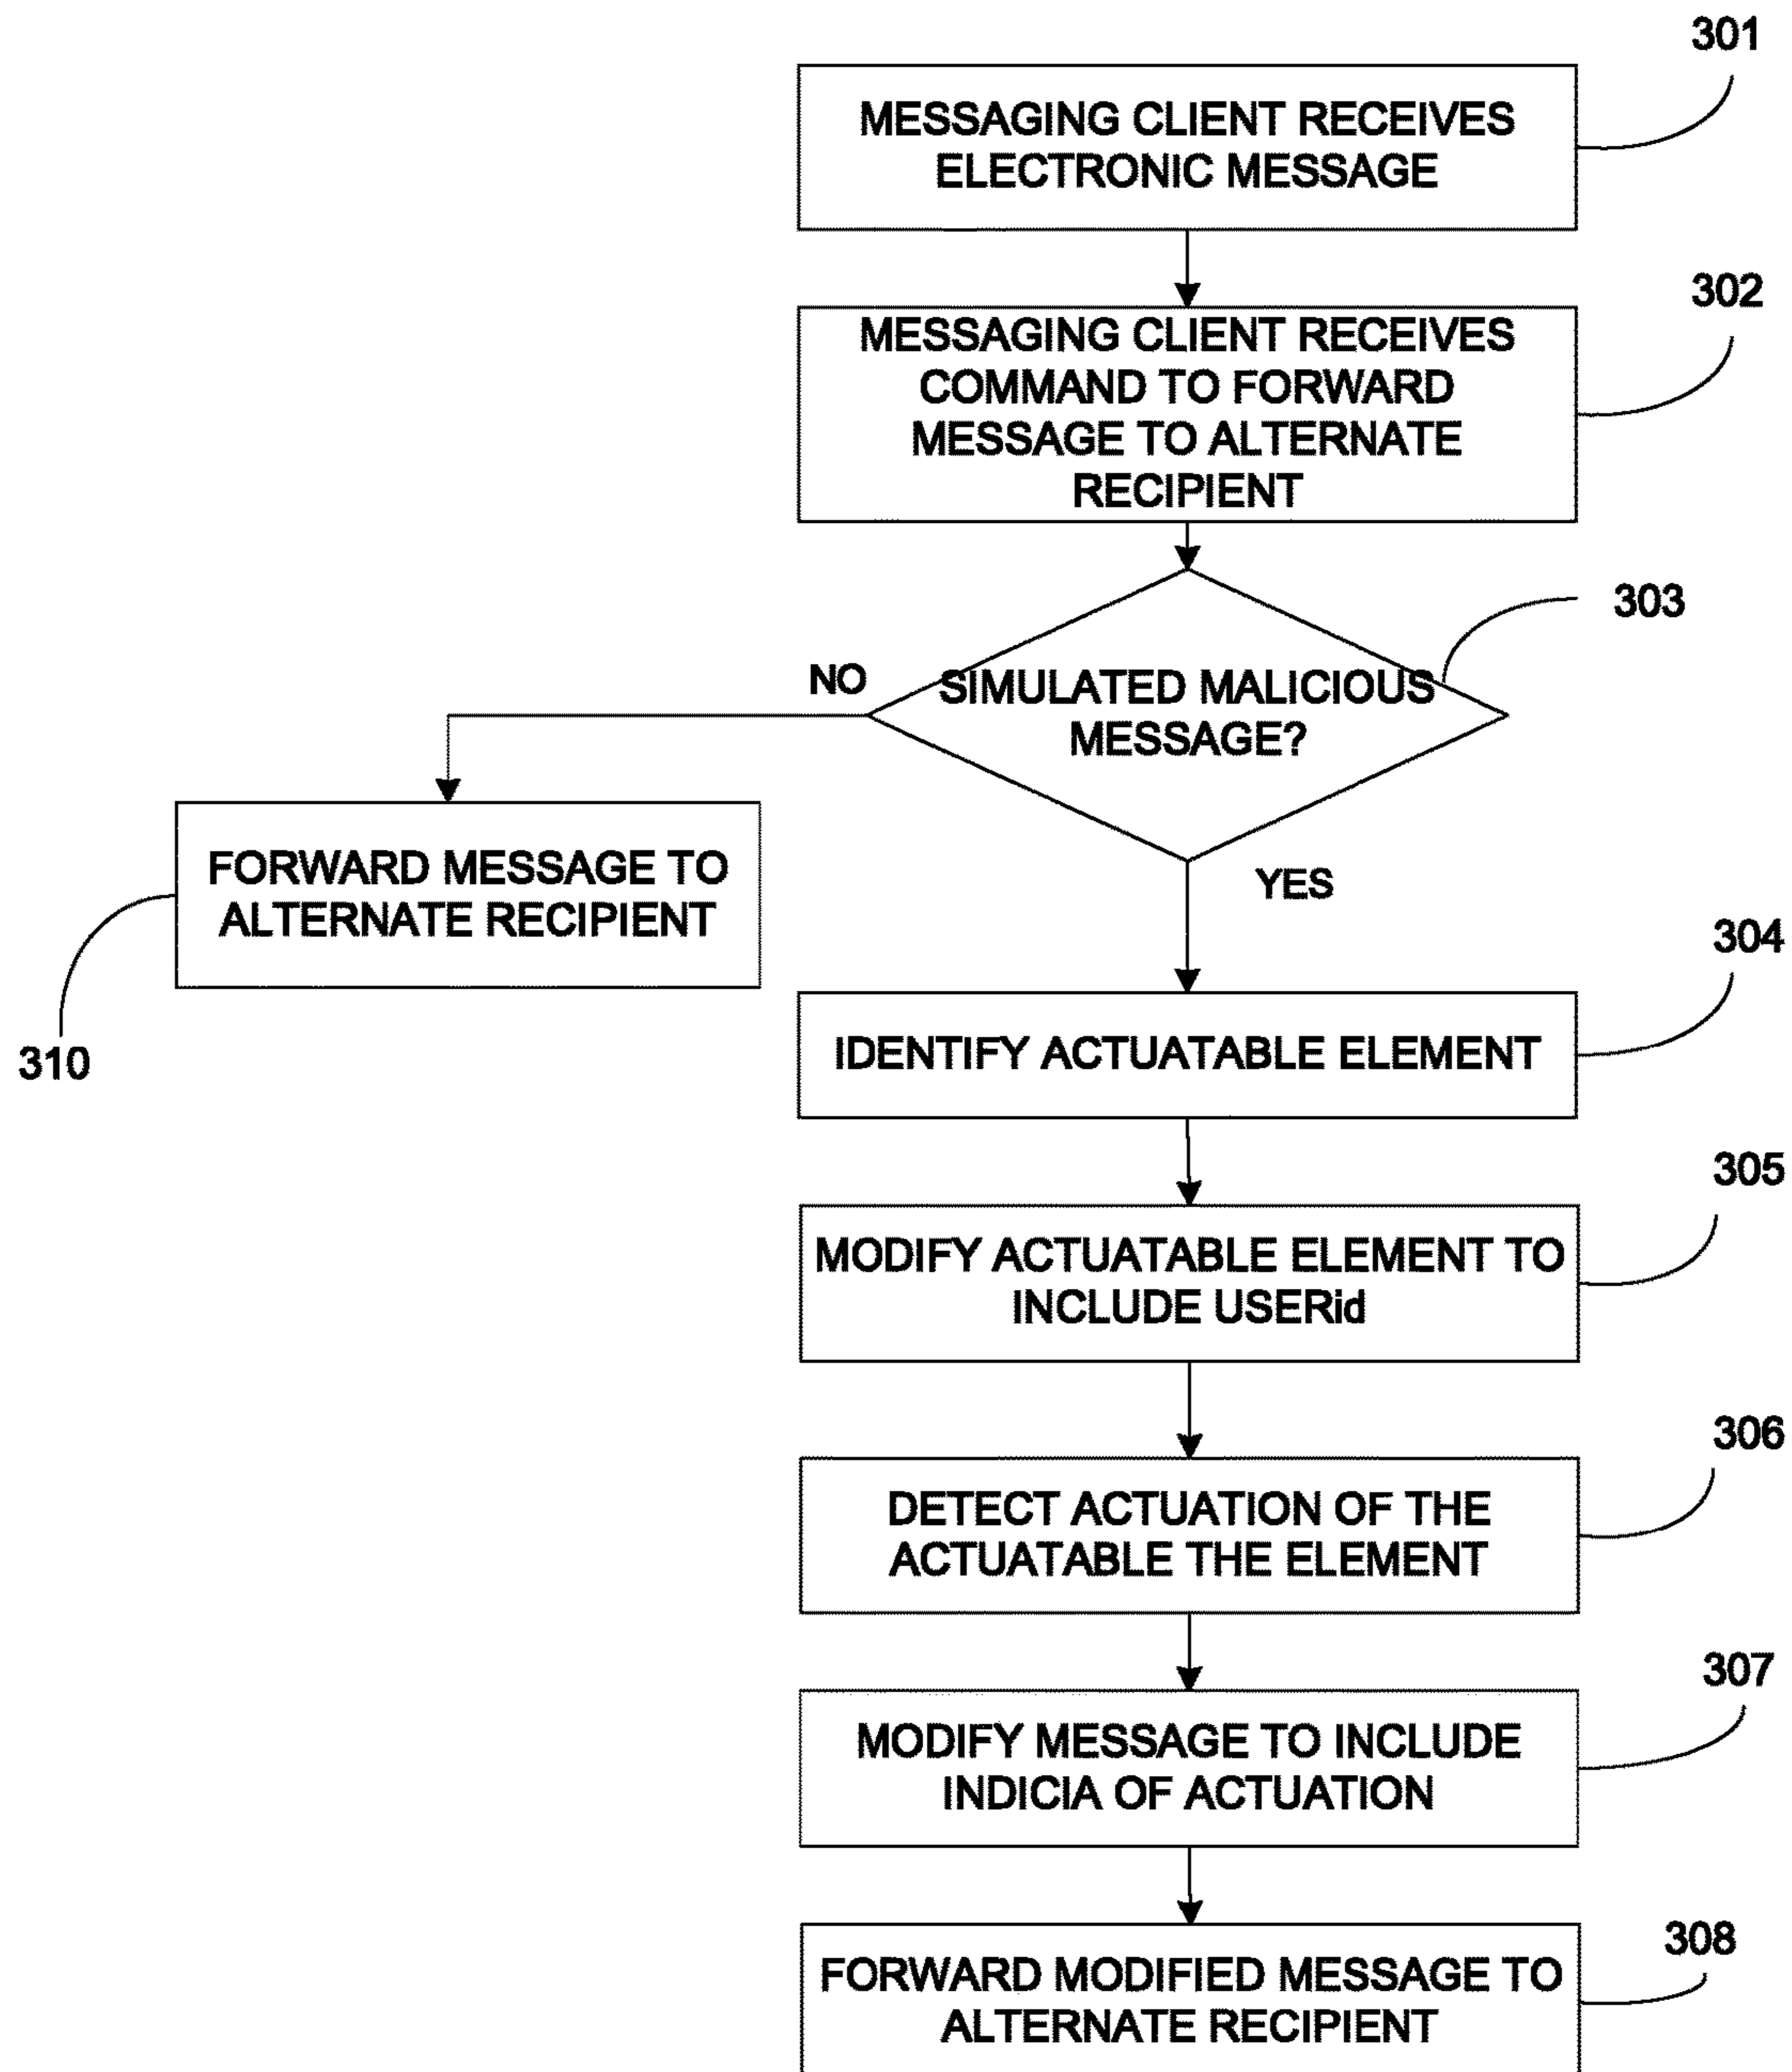 301
MESSAGING CLIENT RECEIVES
ELECTRONIC MESSAGE
302
MESSAGING CLIENT RECEIVES
COMMAND TO FORWARD
MESSAGE TO ALTERNATE
RECIPIENT
303
SIMULATED MALICIOUS
MESSAGE?
NO
YES
FORWARD MESSAGE TO
ALTERNATE RECIPIENT
310
304
IDENTIFY ACTUATABLE ELEMENT
305
MODIFY ACTUATABLE ELEMENT TO
INCLUDE USERid
306
DETECT ACTUATION OF THE
ACTUATABLE THE ELEMENT
307
MODIFY MESSAGE TO INCLUDE
INDICIA OF ACTUATION
308
FORWARD MODIFIED MESSAGE TO
ALTERNATE RECIPIENT